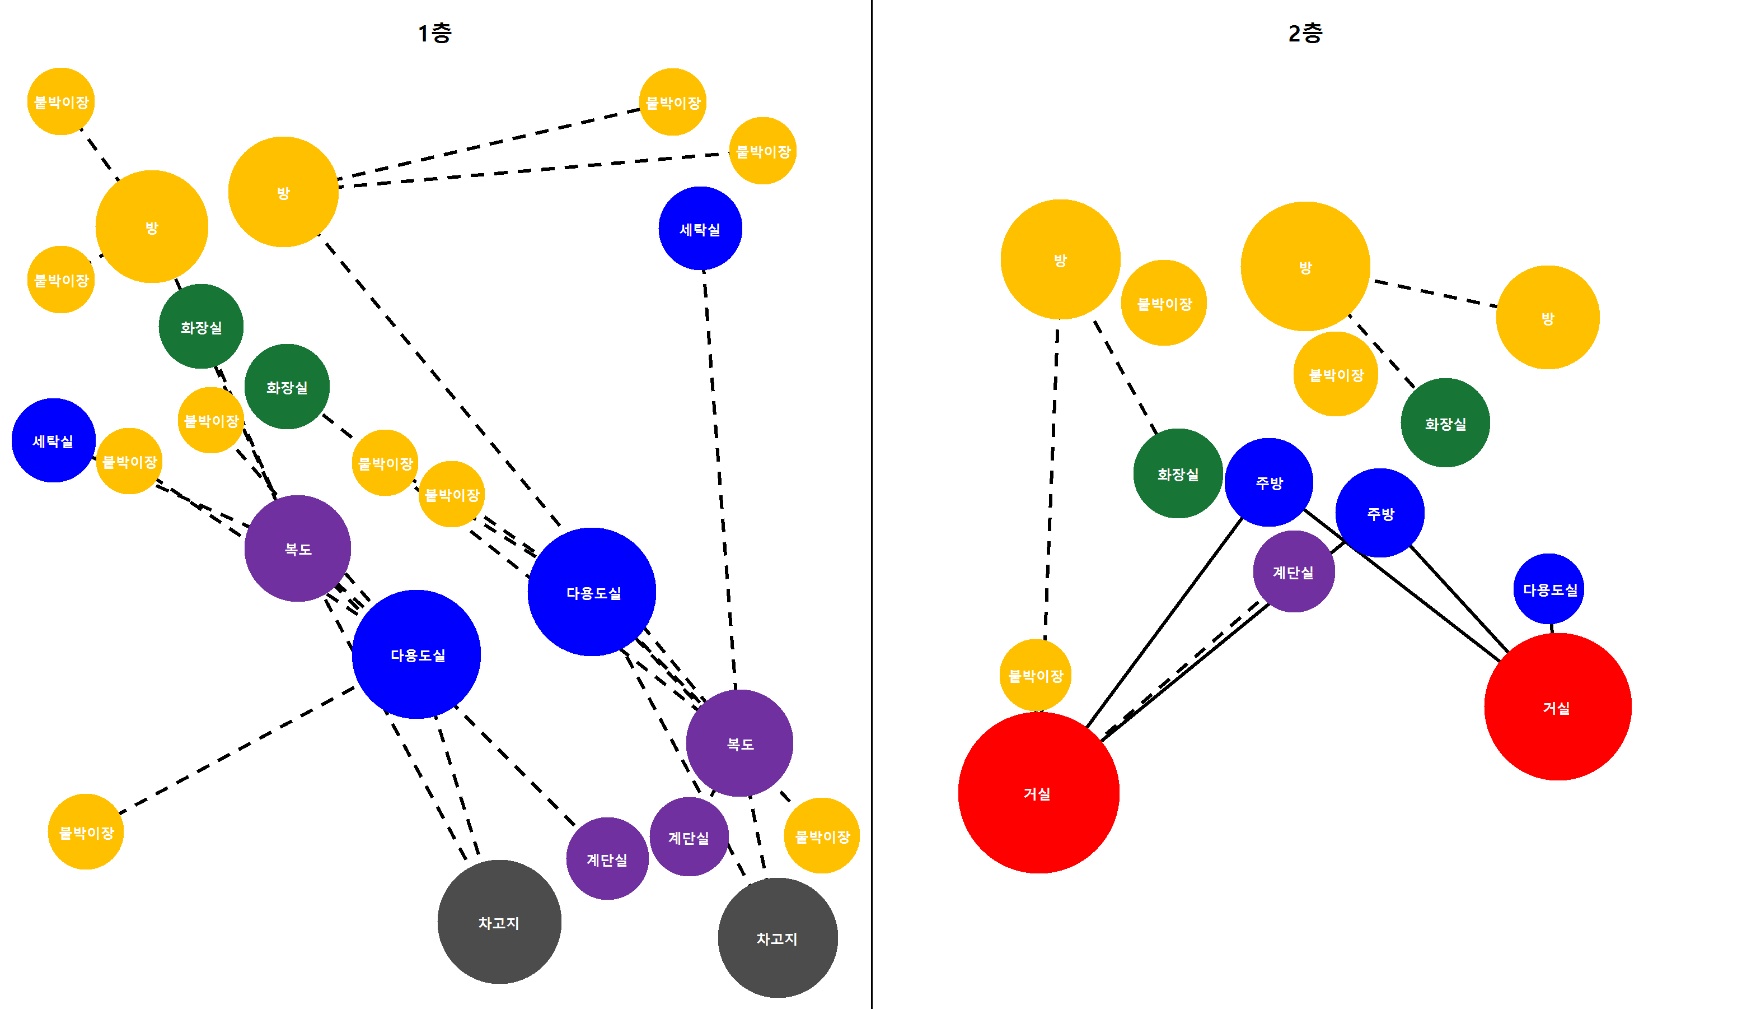 1층
2층
붙박이장
붙박이장
붙박이장
방
방
세탁실
붙박이장
화장실
화장실
붙박이장
세탁실
붙박이장
붙박이장
붙박이장
복도
다용도실
다용도실
복도
붙박이장
계단실
계단실
붙박이장
차고지
차고지
방
방
붙박이장
방
붙박이장
화장실
화장실
주방
주방
계단실
다용도실
붙박이장
거실
거실